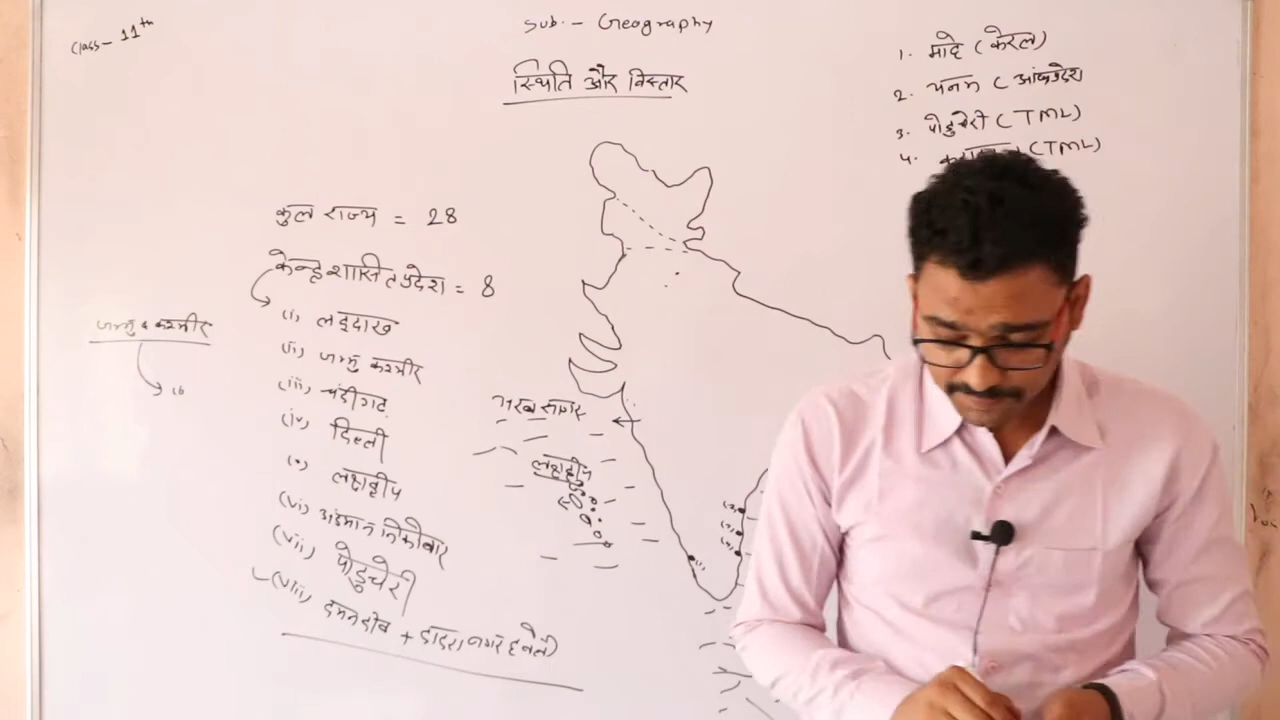 Class- 11th
Sub:- Geography
स्थिति और विस्तार
1. माहे (केरल)
2. यनम (आंध्रप्रदेश
3. पांडुचेरी (TML)
4. (TML)
कुल राज्य = 28
केन्द्र शासित प्रदेश = 8
(i) लद्दाख
(ii) जम्मु कश्मीर
(iii) चंडीगढ़
(iv) दिल्ली
(v) लक्षद्वीप
(vi) अंडमान निकोबार
(vii) पांडुचेरी
(viii) दमनदीव + दादरा नगर हवेली
जम्मु व कश्मीर
अरब सागर
लक्षद्वीप
(1)
(2)